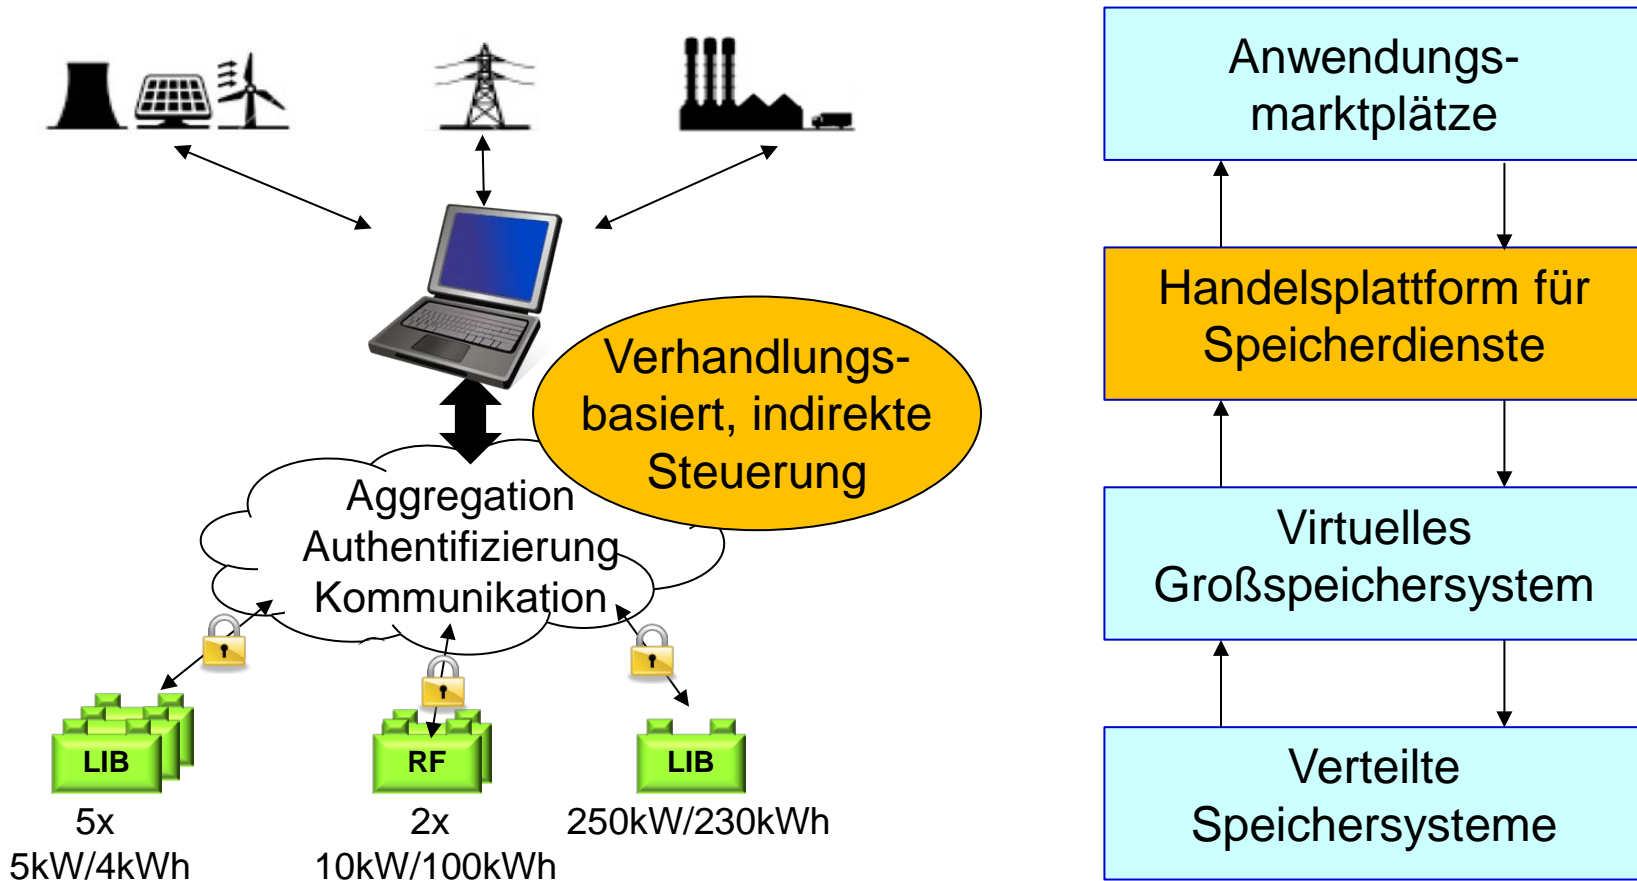 Anwendungs-
marktplätze
Handelsplattform für
Speicherdienste
Verhandlungs-
basiert, indirekte
Steuerung
Aggregation
Authentifizierung
Kommunikation
Virtuelles
Großspeichersystem
LIB
RF
LIB
5x
5kW/4kWh
2x
10kW/100kWh
250kW/230kWh
Verteilte
Speichersysteme